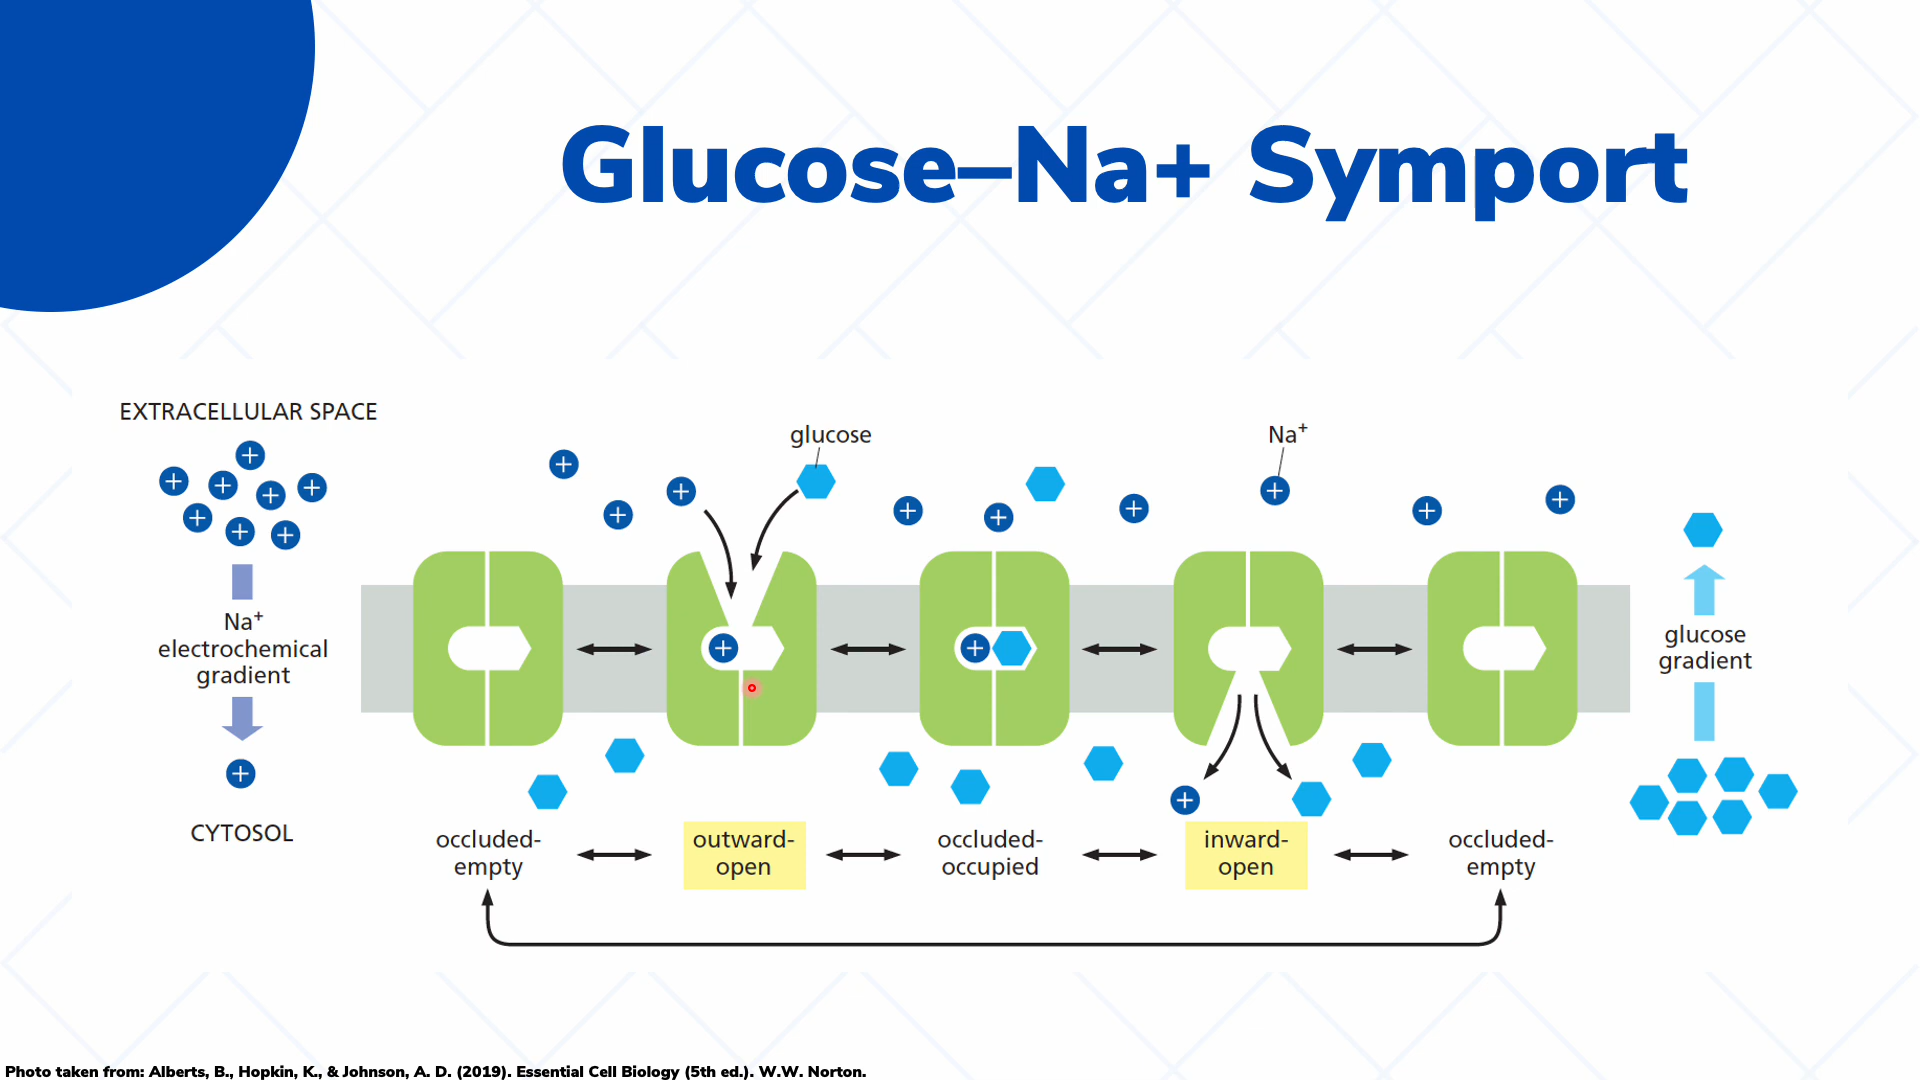 Glucose–Na+ Symport
EXTRACELLULAR SPACE
glucose
Na⁺
Na⁺
electrochemical
gradient
glucose
gradient
CYTOSOL
occluded-
empty
outward-
open
occluded-
occupied
inward-
open
occluded-
empty
Photo taken from: Alberts, B., Hopkin, K., & Johnson, A. D. (2019). Essential Cell Biology (5th ed.). W.W. Norton.